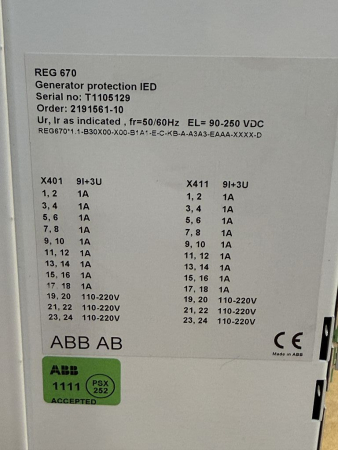 REG 670
Generator protection IED
Serial no: T1105129
Order: 2191561-10
Ur, Ir as indicated , fr=50/60Hz EL= 90-250 VDC
REG670*1.1-B30X00-X00-S1A1-E-C-KB-A-A3A3-EAAA-XXXX-D
X401 9I+3U X411 9I+3U
1, 2 1A 1, 2 1A
3, 4 1A 3, 4 1A
5, 6 1A 5, 6 1A
7, 8 1A 7, 8 1A
9, 10 1A 9, 10 1A
11, 12 1A 11, 12 1A
13, 14 1A 13, 14 1A
15, 16 1A 15, 16 1A
17, 18 1A 17, 18 1A
19, 20 110-220V 19, 20 110-220V
21, 22 110-220V 21, 22 110-220V
23, 24 110-220V 23, 24 110-220V
ABB AB CE
Made in ABB
ABB
1111 PSX 252
ACCEPTED